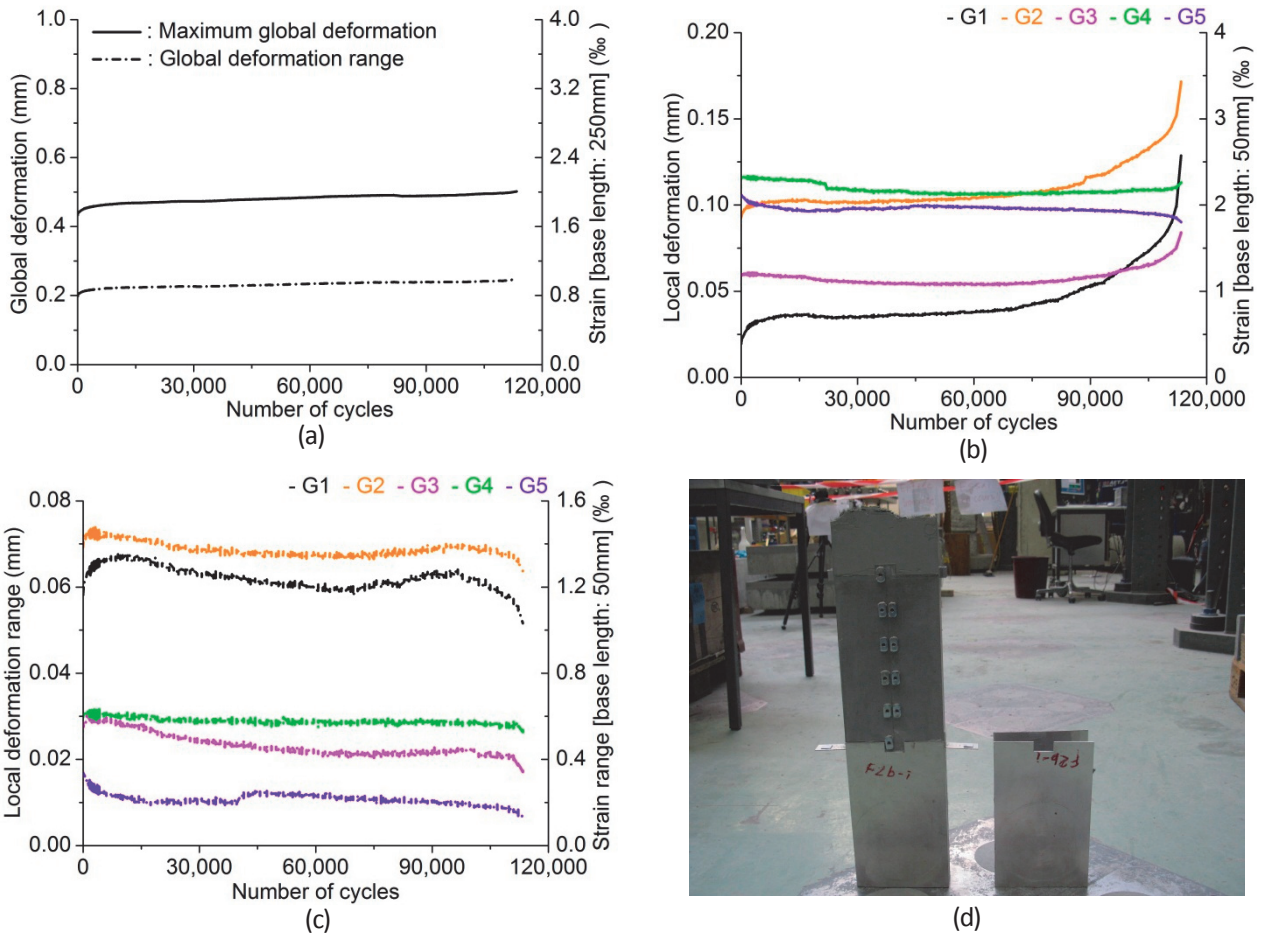 : Maximum global deformation
: Global deformation range
Global deformation (mm)
1.0
0.8
0.6
0.4
0.2
0.0
4.0
3.2
2.4
1.6
0.8
0.0
Strain [base length: 250mm] (‰)
0 30,000 60,000 90,000 120,000
Number of cycles
(a)
- G1 - G2 - G3 - G4 - G5
Local deformation (mm)
0.20
0.15
0.10
0.05
0.00
4
3
2
1
0
Strain [base length: 50mm] (‰)
0 30,000 60,000 90,000 120,000
Number of cycles
(b)
- G1 - G2 - G3 - G4 - G5
Local deformation range (mm)
0.08
0.06
0.04
0.02
0.00
1.6
1.2
0.8
0.4
0.0
Strain range [base length: 50mm] (‰)
0 30,000 60,000 90,000 120,000
Number of cycles
(c)
f2b-i
(d)